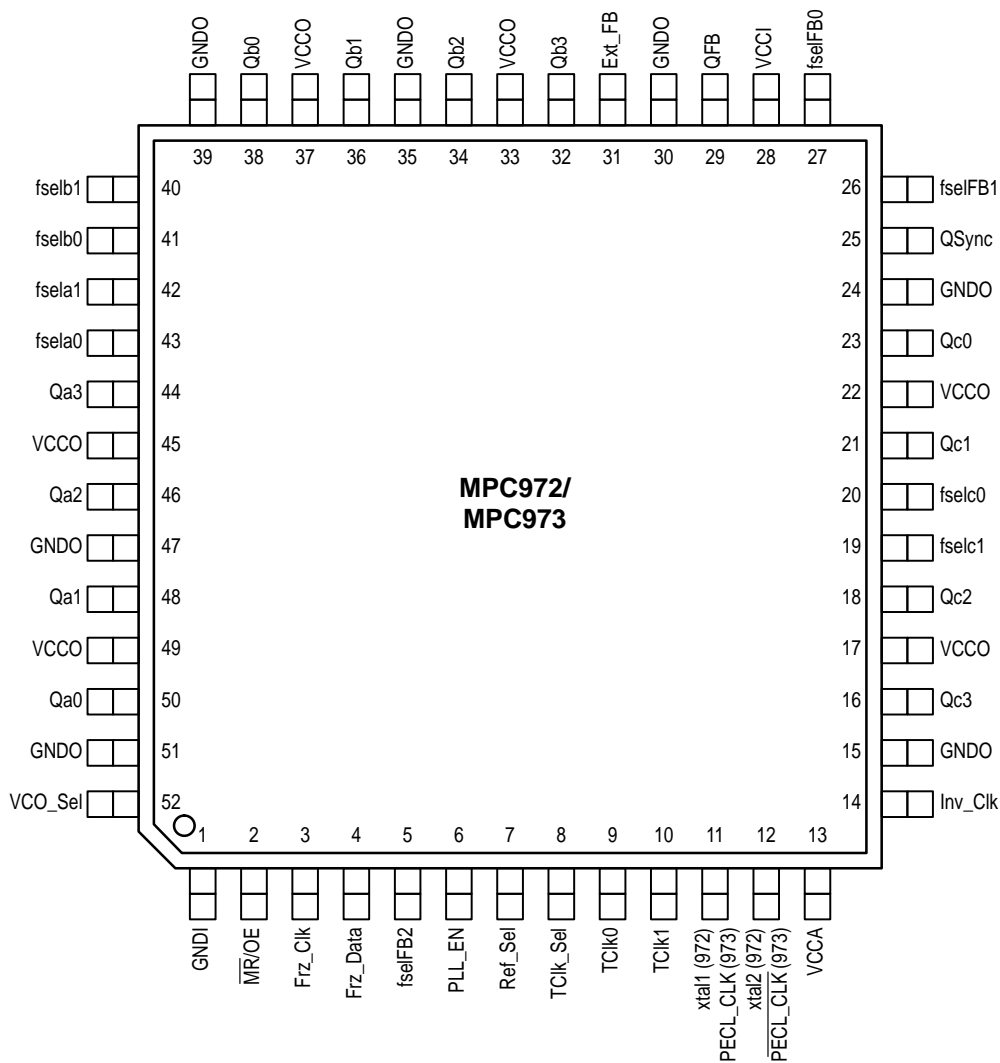 GNDO
Qb0
VCCO
Qb1
GNDO
Qb2
VCCO
Qb3
Ext_FB
GNDO
QFB
VCCI
fselFB0
39 38 37 36 35 34 33 32 31 30 29 28 27
fselb1 40 26 fselFB1
fselb0 41 25 QSync
fsela1 42 24 GNDO
fsela0 43 23 Qc0
Qa3 44 22 VCCO
VCCO 45 21 Qc1
Qa2 46 20 fselc0
GNDO 47 19 fselc1
Qa1 48 18 Qc2
VCCO 49 17 VCCO
Qa0 50 16 Qc3
GNDO 51 15 GNDO
VCO_Sel 52 14 Inv_Clk
MPC972/
MPC973
1 2 3 4 5 6 7 8 9 10 11 12 13
GNDI
MR/OE
Frz_Clk
Frz_Data
fselFB2
PLL_EN
Ref_Sel
TClk_Sel
TClk0
TClk1
xtal1 (972)
PECL_CLK (973)
xtal2 (972)
PECL_CLK (973)
VCCA